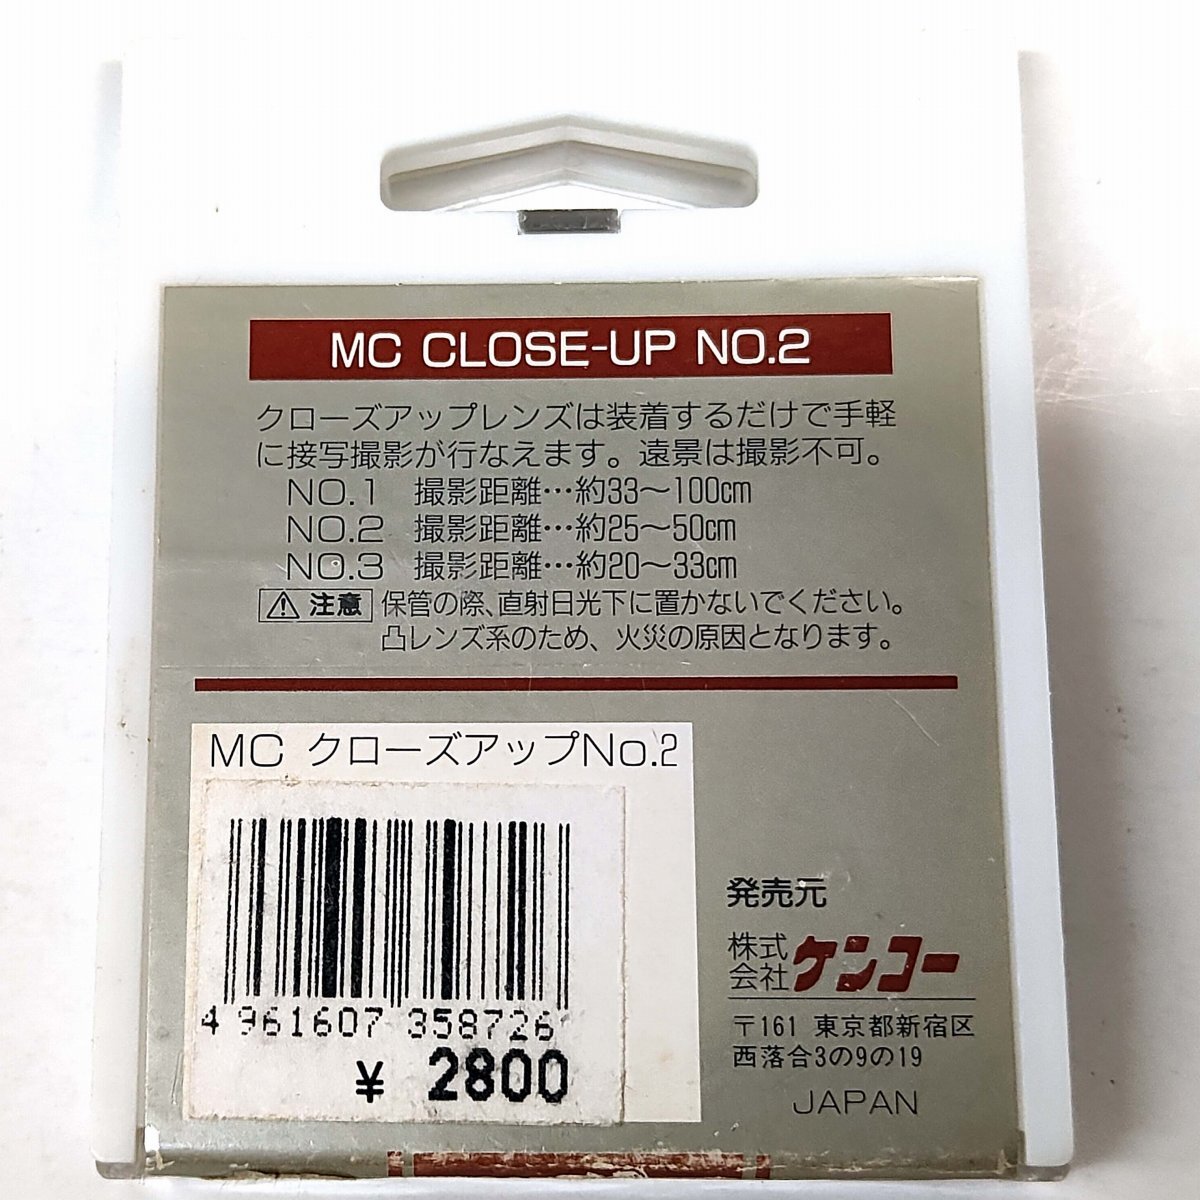 MC CLOSE-UP NO.2
クローズアップレンズは装着するだけで手軽
に接写撮影が行なえます。遠景は撮影不可。
NO.1 撮影距離…約33〜100cm
NO.2 撮影距離…約25〜50cm
NO.3 撮影距離…約20〜33cm
⚠ 注意 保管の際、直射日光下に置かないでください。
凸レンズ系のため、火災の原因となります。
MC クローズアップNo.2
4 961607 358726
¥ 2800
発売元
株式
会社 ケンコー
〒161 東京都新宿区
西落合3の9の19
JAPAN